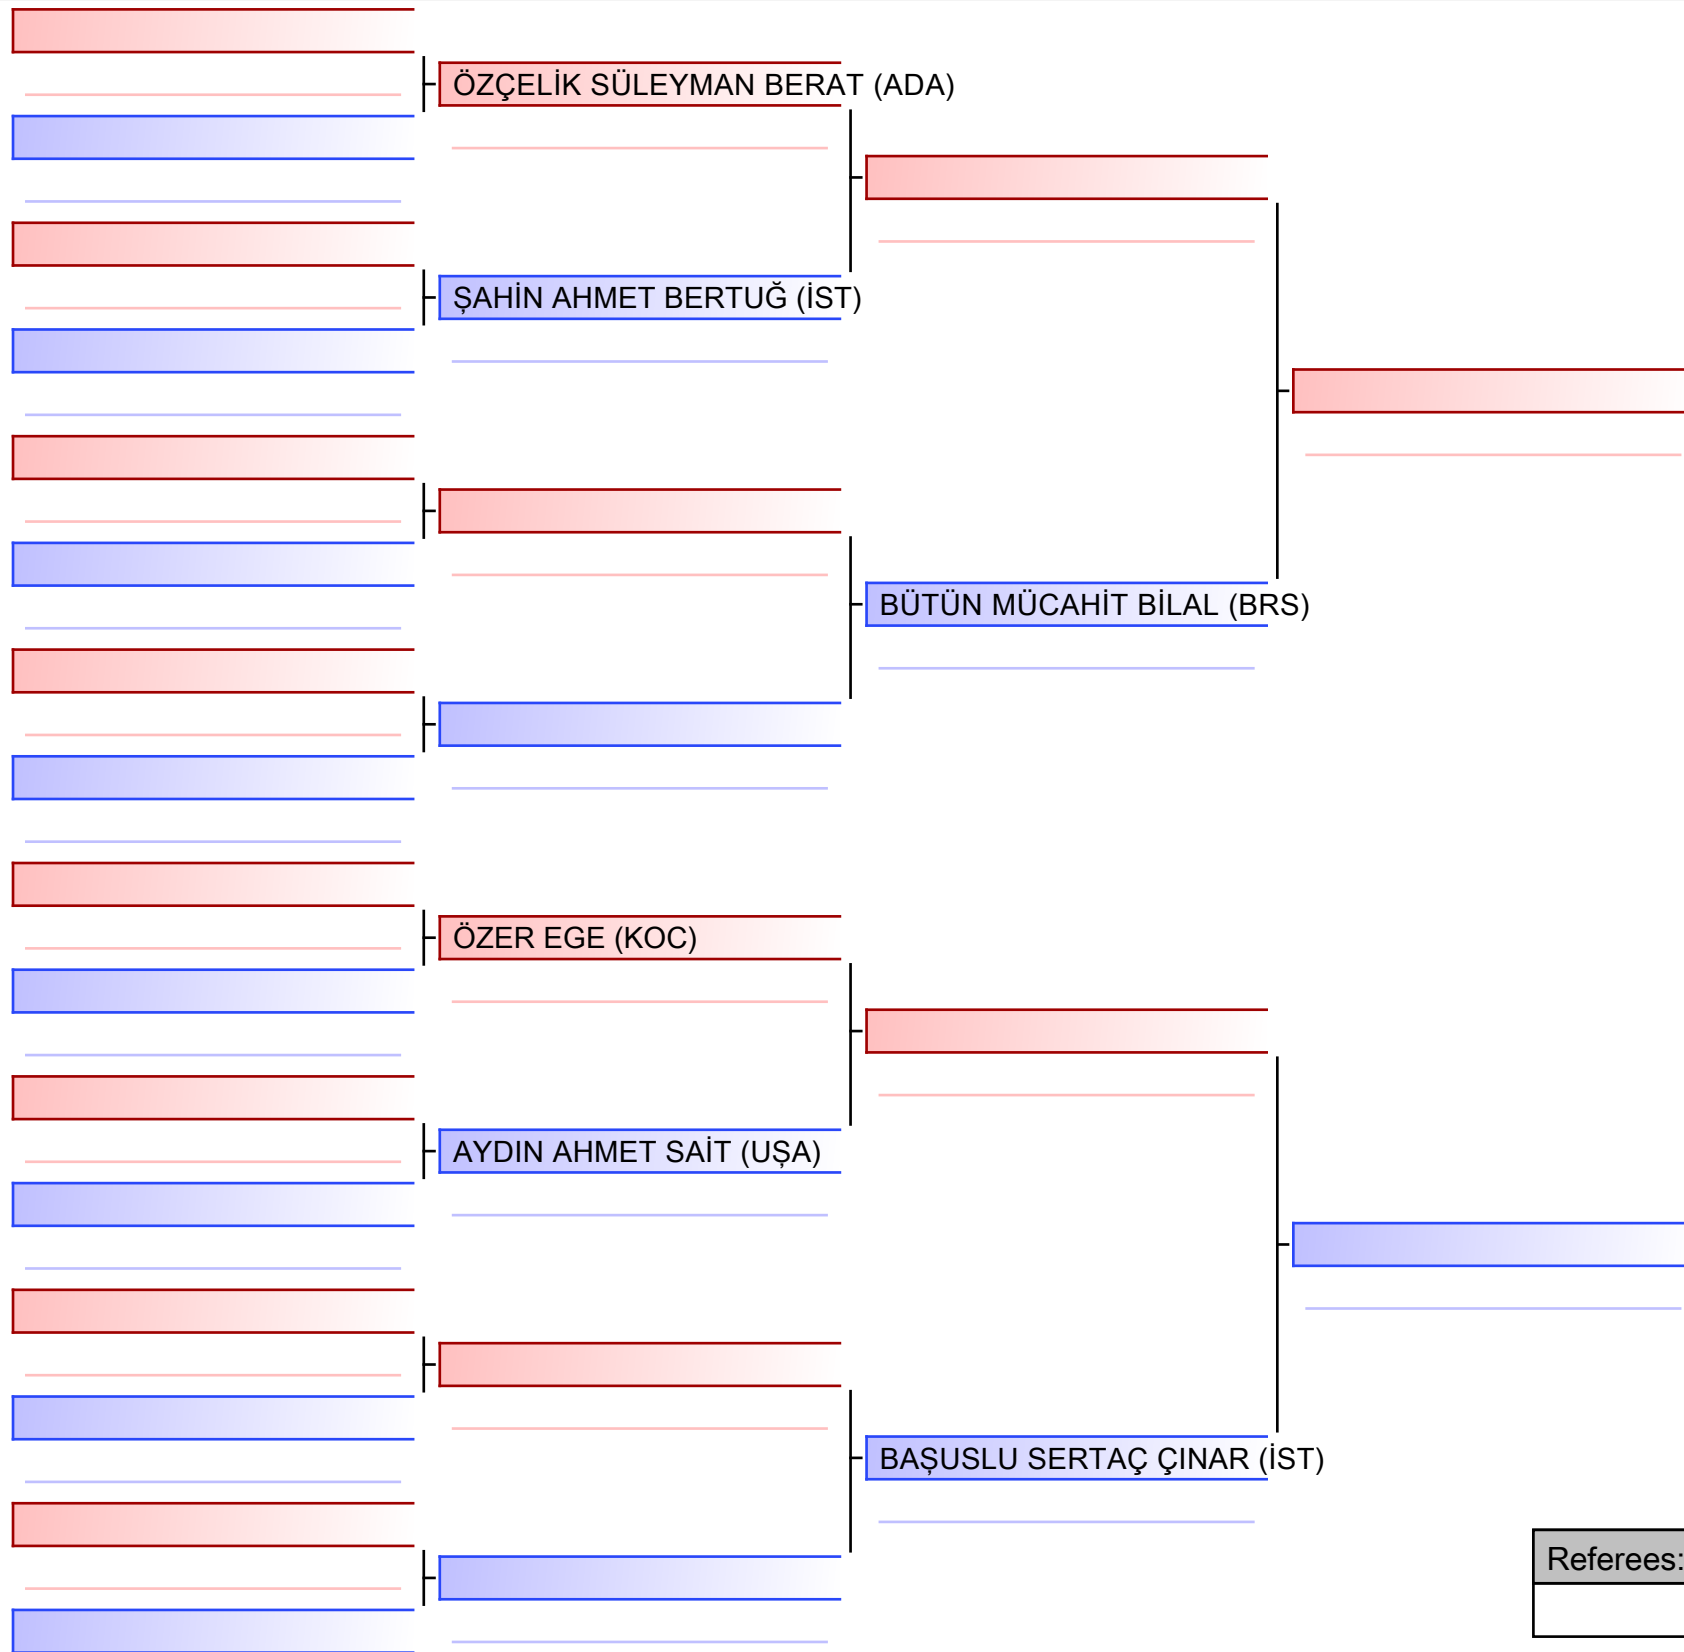 ÖZÇELİK SÜLEYMAN BERAT (ADA)
ŞAHİN AHMET BERTUĞ (İST)
BÜTÜN MÜCAHİT BİLAL (BRS)
ÖZER EGE (KOC)
AYDIN AHMET SAİT (UŞA)
BAŞUSLU SERTAÇ ÇINAR (İST)
Referees: